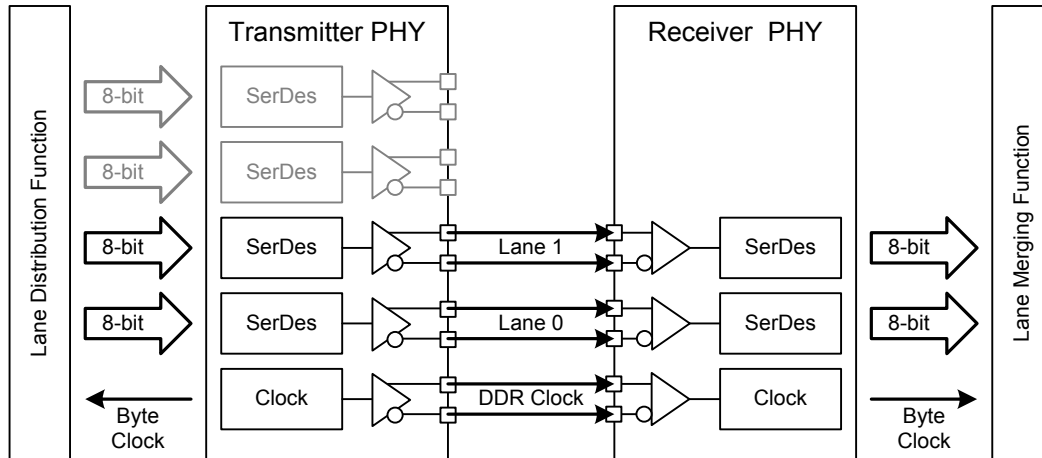 Transmitter PHY
Receiver PHY
Lane Distribution Function
Lane Merging Function
8-bit
SerDes
8-bit
SerDes
8-bit
SerDes
Lane 1
SerDes
8-bit
8-bit
SerDes
Lane 0
SerDes
8-bit
Byte
Clock
Clock
DDR Clock
Clock
Byte
Clock